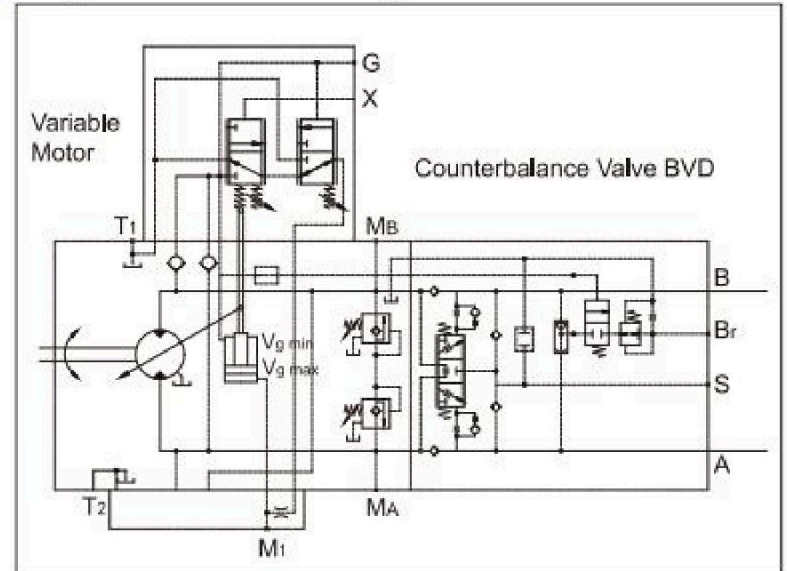 G
X
Variable
Motor
Counterbalance Valve BVD
T1
MB
B
Vg min
Br
Vg max
S
A
T2
MA
M1